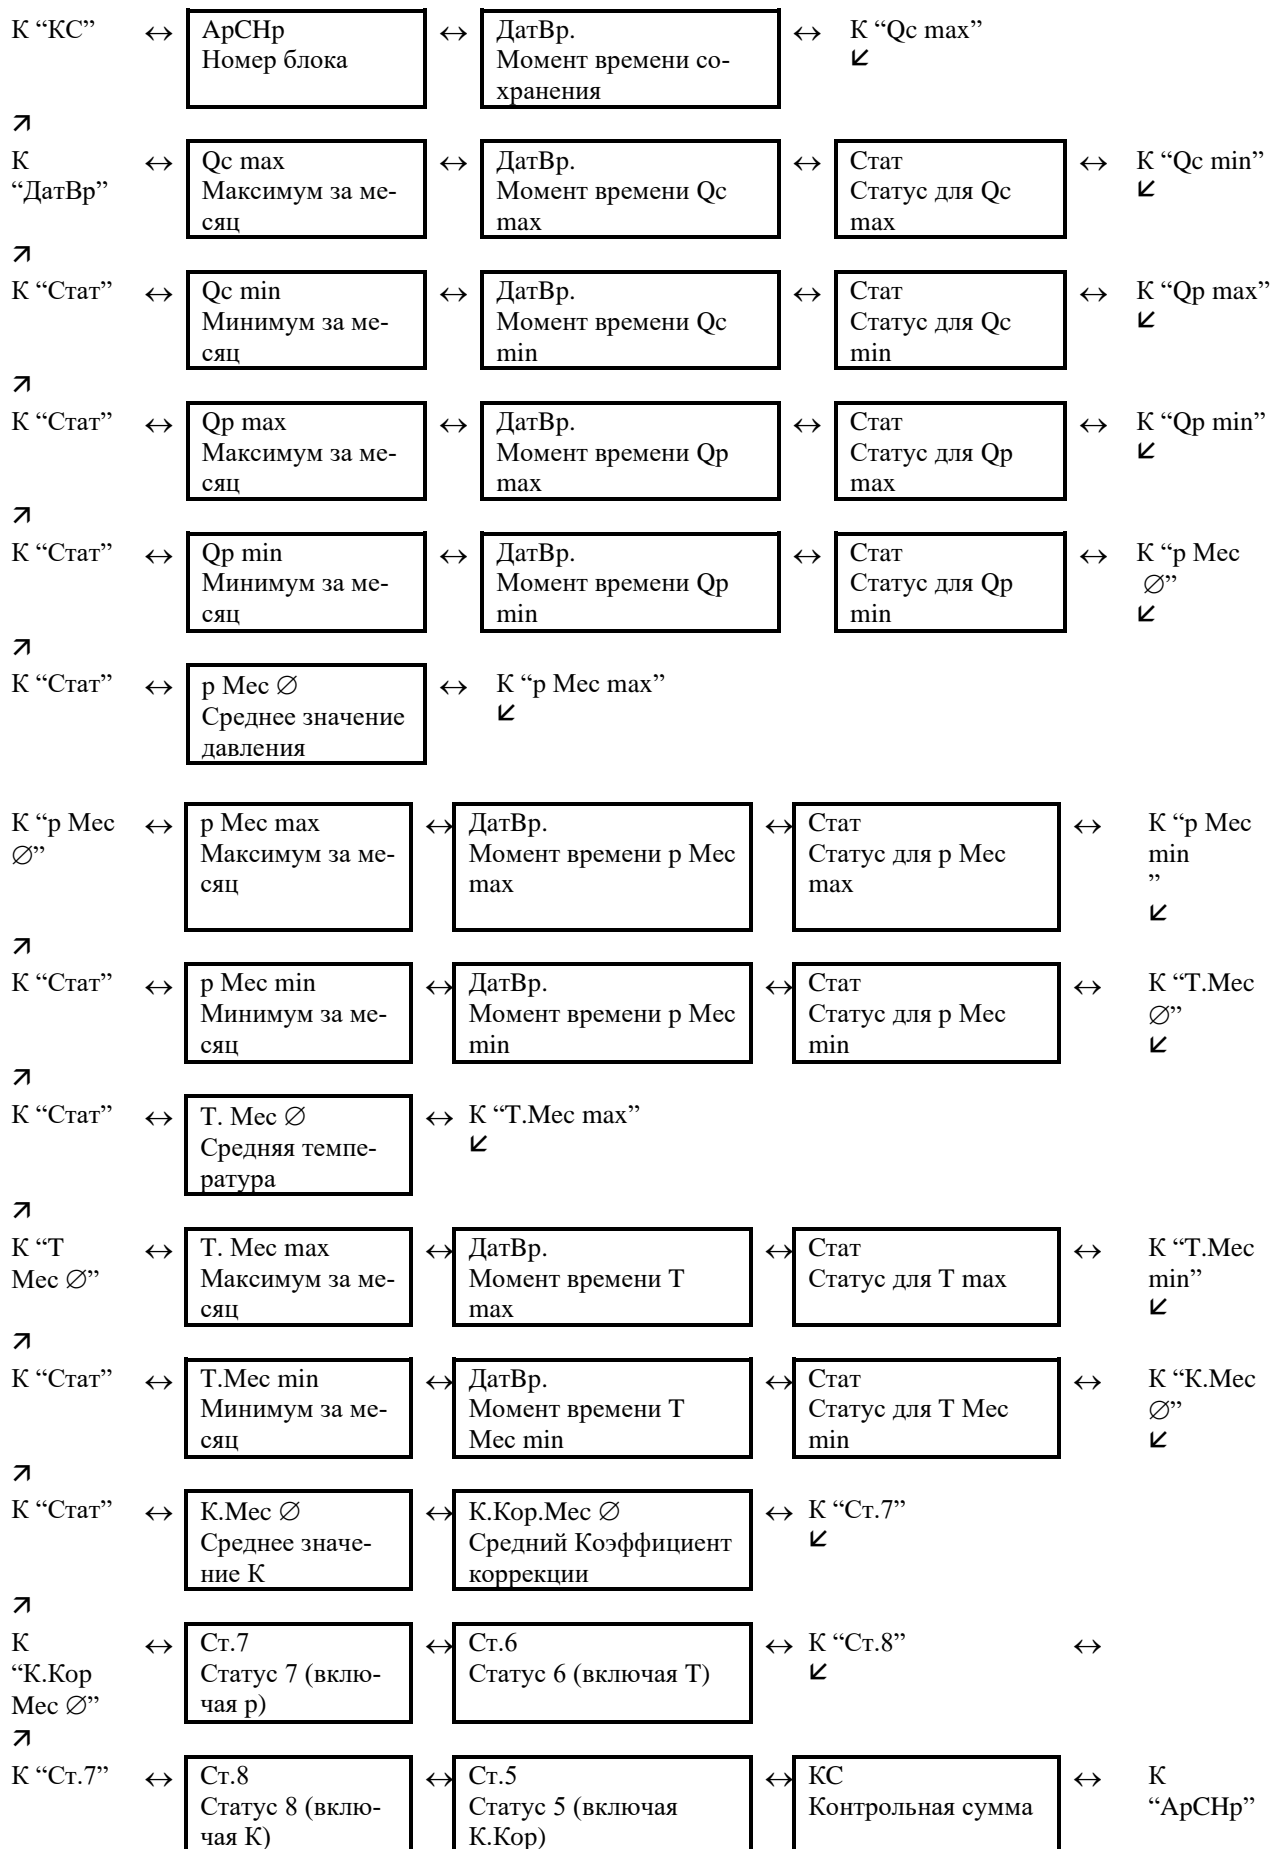 К “КС” ↔ АрСНр ↔ ДатВр. ↔ К “Qc max”
Номер блока Момент времени со- ↙
хранения
↗
К ↔ Qc max ↔ ДатВр. ↔ Стат ↔ К “Qc min”
“ДатВр” Максимум за ме- Момент времени Qc Статус для Qc ↙
сяц max max
↗
К “Стат” ↔ Qc min ↔ ДатВр. ↔ Стат ↔ К “Qp max”
Минимум за ме- Момент времени Qc Статус для Qc ↙
сяц min min
↗
К “Стат” ↔ Qp max ↔ ДатВр. ↔ Стат ↔ К “Qp min”
Максимум за ме- Момент времени Qp Статус для Qp ↙
сяц max max
↗
К “Стат” ↔ Qp min ↔ ДатВр. ↔ Стат ↔ К “р Мес
Минимум за ме- Момент времени Qp Статус для Qp ∅”
сяц min min ↙
↗
К “Стат” ↔ р Мес ∅ ↔ К “р Мес max”
Среднее значение ↙
давления
К “р Мес ↔ р Мес max ↔ ДатВр. ↔ Стат ↔ К “р Мес
∅” Максимум за ме- Момент времени р Мес Статус для р Мес min
сяц max max ”
↙
↗
К “Стат” ↔ р Мес min ↔ ДатВр. ↔ Стат ↔ К “Т.Мес
Минимум за ме- Момент времени р Мес Статус для р Мес ∅”
сяц min min ↙
↗
К “Стат” ↔ Т. Мес ∅ ↔ К “Т.Мес max”
Средняя темпе- ↙
ратура
↗
К “Т ↔ Т. Мес max ↔ ДатВр. ↔ Стат ↔ К “Т.Мес
Мес ∅” Максимум за ме- Момент времени Т Статус для Т max min”
сяц max ↙
↗
К “Стат” ↔ Т.Мес min ↔ ДатВр. ↔ Стат ↔ К “К.Мес
Минимум за ме- Момент времени Т Статус для Т Мес ∅”
сяц Мес min min ↙
↗
К “Стат” ↔ К.Мес ∅ ↔ К.Кор.Мес ∅ ↔ К “Ст.7”
Среднее значе- Средний Коэффициент ↙
ние К коррекции
↗
К ↔ Ст.7 ↔ Ст.6 ↔ К “Ст.8” ↔
“К.Кор Статус 7 (вклю- Статус 6 (включая Т) ↙
Мес ∅” чая р)
↗
К “Ст.7” ↔ Ст.8 ↔ Ст.5 ↔ КС ↔ К
Статус 8 (вклю- Статус 5 (включая Контрольная сумма “АрСНр”
чая К) К.Кор)